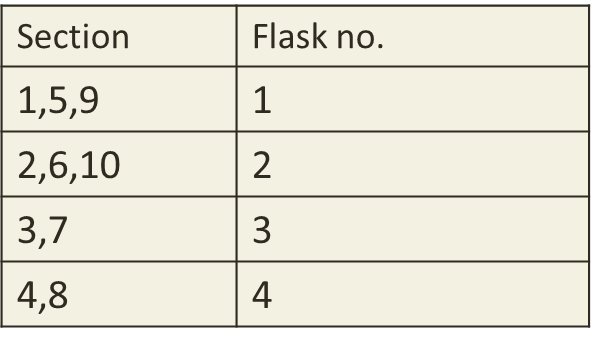 Section Flask no.
1,5,9 1
2,6,10 2
3,7 3
4,8 4